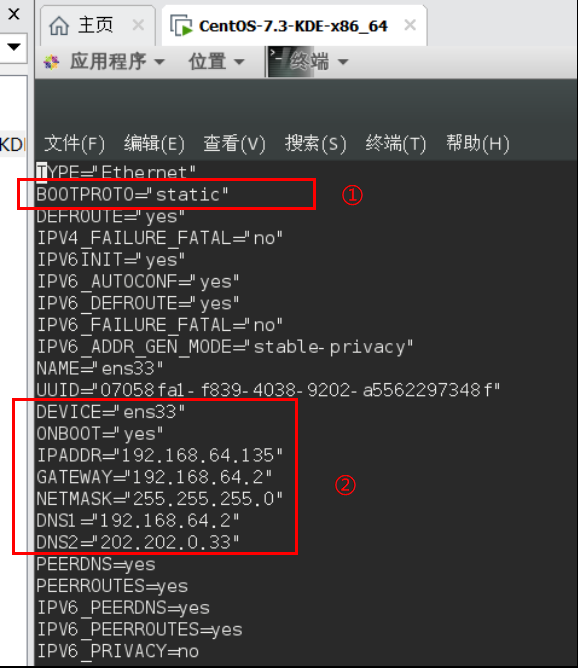 X
主页 ×
CentOS-7.3-KDE-x86_64 ×
应用程序 位置 终端
KDE
文件(F) 编辑(E) 查看(V) 搜索(S) 终端(T) 帮助(H)
TYPE="Ethernet"
BOOTPROTO="static"
①
DEFROUTE="yes"
IPV4_FAILURE_FATAL="no"
IPV6INIT="yes"
IPV6_AUTOCONF="yes"
IPV6_DEFROUTE="yes"
IPV6_FAILURE_FATAL="no"
IPV6_ADDR_GEN_MODE="stable-privacy"
NAME="ens33"
UUID="07058fa1-f839-4038-9202-a5562297348f"
DEVICE="ens33"
ONBOOT="yes"
IPADDR="192.168.64.135"
GATEWAY="192.168.64.2"
②
NETMASK="255.255.255.0"
DNS1="192.168.64.2"
DNS2="202.202.0.33"
PEERDNS=yes
PEERROUTES=yes
IPV6_PEERDNS=yes
IPV6_PEERROUTES=yes
IPV6_PRIVACY=no